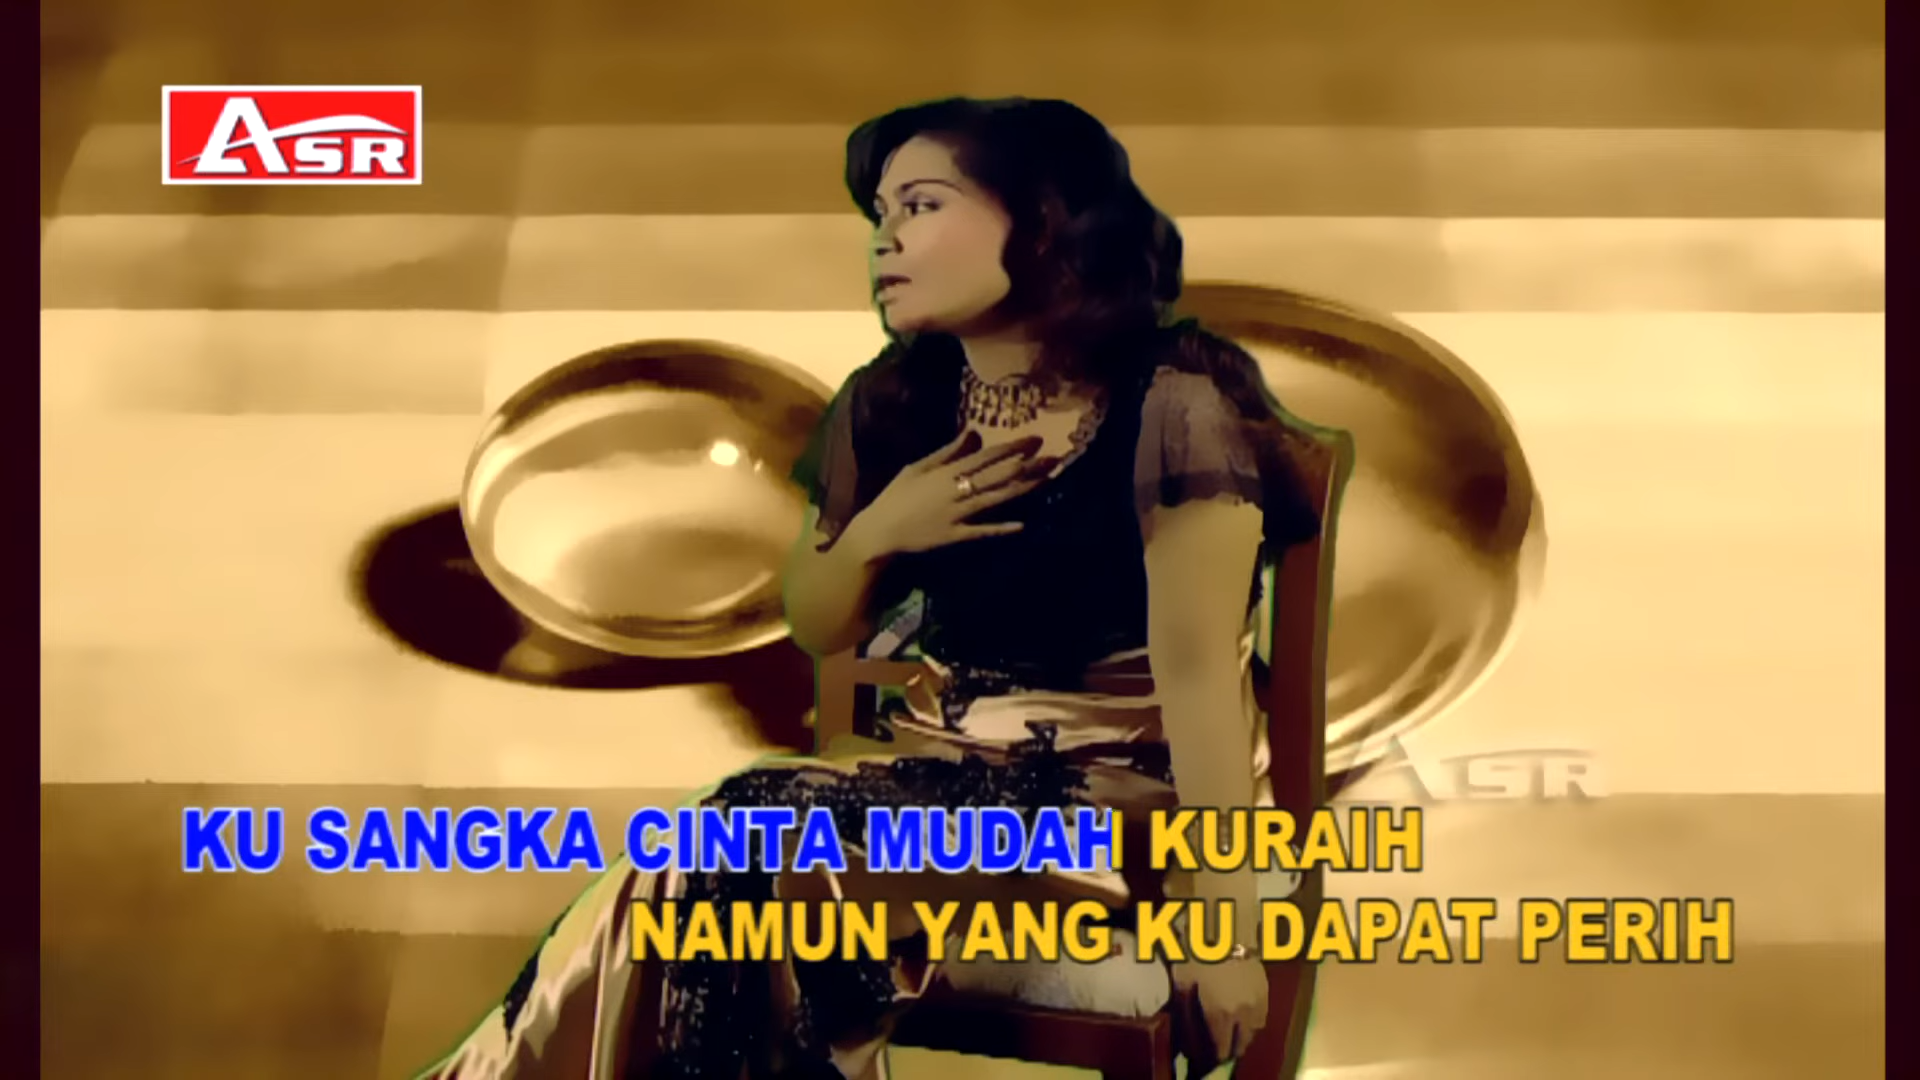 ASR
KU SANGKA CINTA MUDAH KURAIH
NAMUN YANG KU DAPAT PERIH
ASR